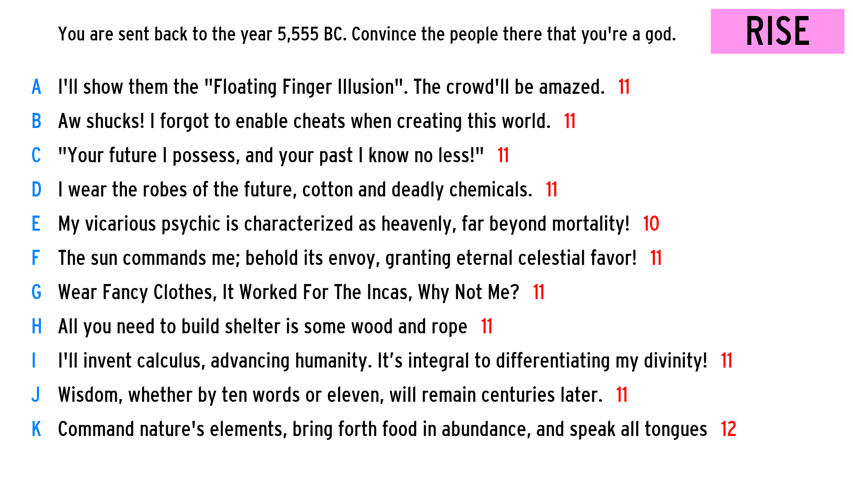 You are sent back to the year 5,555 BC. Convince the people there that you're a god.
RISE
A I'll show them the "Floating Finger Illusion". The crowd'll be amazed. 11
B Aw shucks! I forgot to enable cheats when creating this world. 11
C "Your future I possess, and your past I know no less!" 11
D I wear the robes of the future, cotton and deadly chemicals. 11
E My vicarious psychic is characterized as heavenly, far beyond mortality! 10
F The sun commands me; behold its envoy, granting eternal celestial favor! 11
G Wear Fancy Clothes, It Worked For The Incas, Why Not Me? 11
H All you need to build shelter is some wood and rope 11
I I'll invent calculus, advancing humanity. It’s integral to differentiating my divinity! 11
J Wisdom, whether by ten words or eleven, will remain centuries later. 11
K Command nature's elements, bring forth food in abundance, and speak all tongues 12